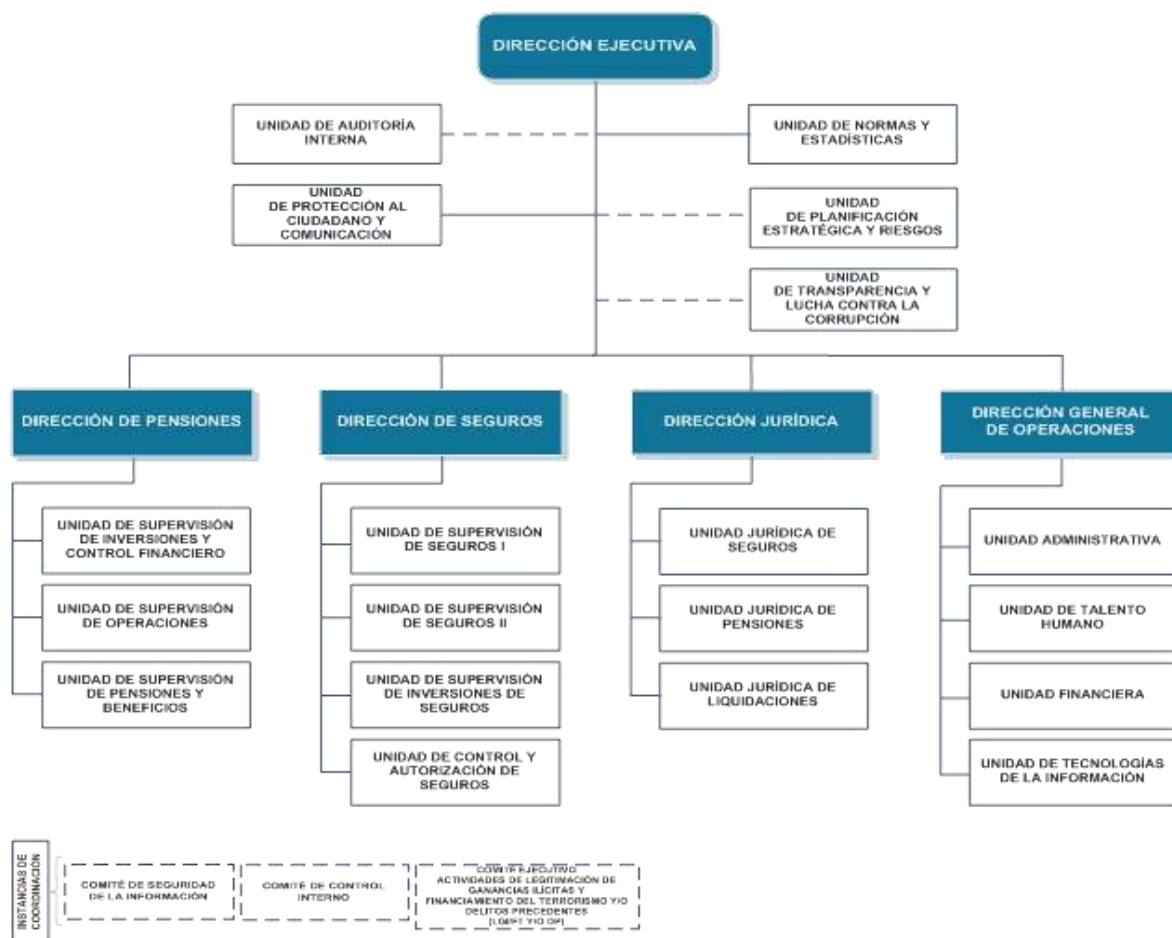 DIRECCIÓN EJECUTIVA
UNIDAD DE AUDITORÍA
INTERNA
UNIDAD DE NORMAS Y
ESTADÍSTICAS
UNIDAD
DE PROTECCIÓN AL
CIUDADANO Y
COMUNICACIÓN
UNIDAD
DE PLANIFICACIÓN
ESTRATÉGICA Y RIESGOS
UNIDAD
DE TRANSPARENCIA Y
LUCHA CONTRA LA
CORRUPCIÓN
DIRECCIÓN DE PENSIONES
DIRECCIÓN DE SEGUROS
DIRECCIÓN JURÍDICA
DIRECCIÓN GENERAL
DE OPERACIONES
UNIDAD DE SUPERVISIÓN
DE INVERSIONES Y
CONTROL FINANCIERO
UNIDAD DE SUPERVISIÓN
DE OPERACIONES
UNIDAD DE SUPERVISIÓN
DE PENSIONES Y
BENEFICIOS
UNIDAD DE SUPERVISIÓN
DE SEGUROS I
UNIDAD DE SUPERVISIÓN
DE SEGUROS II
UNIDAD DE SUPERVISIÓN
DE INVERSIONES DE
SEGUROS
UNIDAD DE CONTROL Y
AUTORIZACIÓN DE
SEGUROS
UNIDAD JURÍDICA DE
SEGUROS
UNIDAD JURÍDICA DE
PENSIONES
UNIDAD JURÍDICA DE
LIQUIDACIONES
UNIDAD ADMINISTRATIVA
UNIDAD DE TALENTO
HUMANO
UNIDAD FINANCIERA
UNIDAD DE TECNOLOGÍAS
DE LA INFORMACIÓN
INSTANCIAS DE
COORDINACIÓN
COMITÉ DE SEGURIDAD
DE LA INFORMACIÓN
COMITÉ DE CONTROL
INTERNO
COMITÉ EJECUTIVO
ACTIVIDADES DE LEGITIMACIÓN DE
GANANCIAS ILÍCITAS Y
FINANCIAMIENTO DEL TERRORISMO Y/O
DELITOS PRECEDENTES
(LGI/FT Y/O DP)